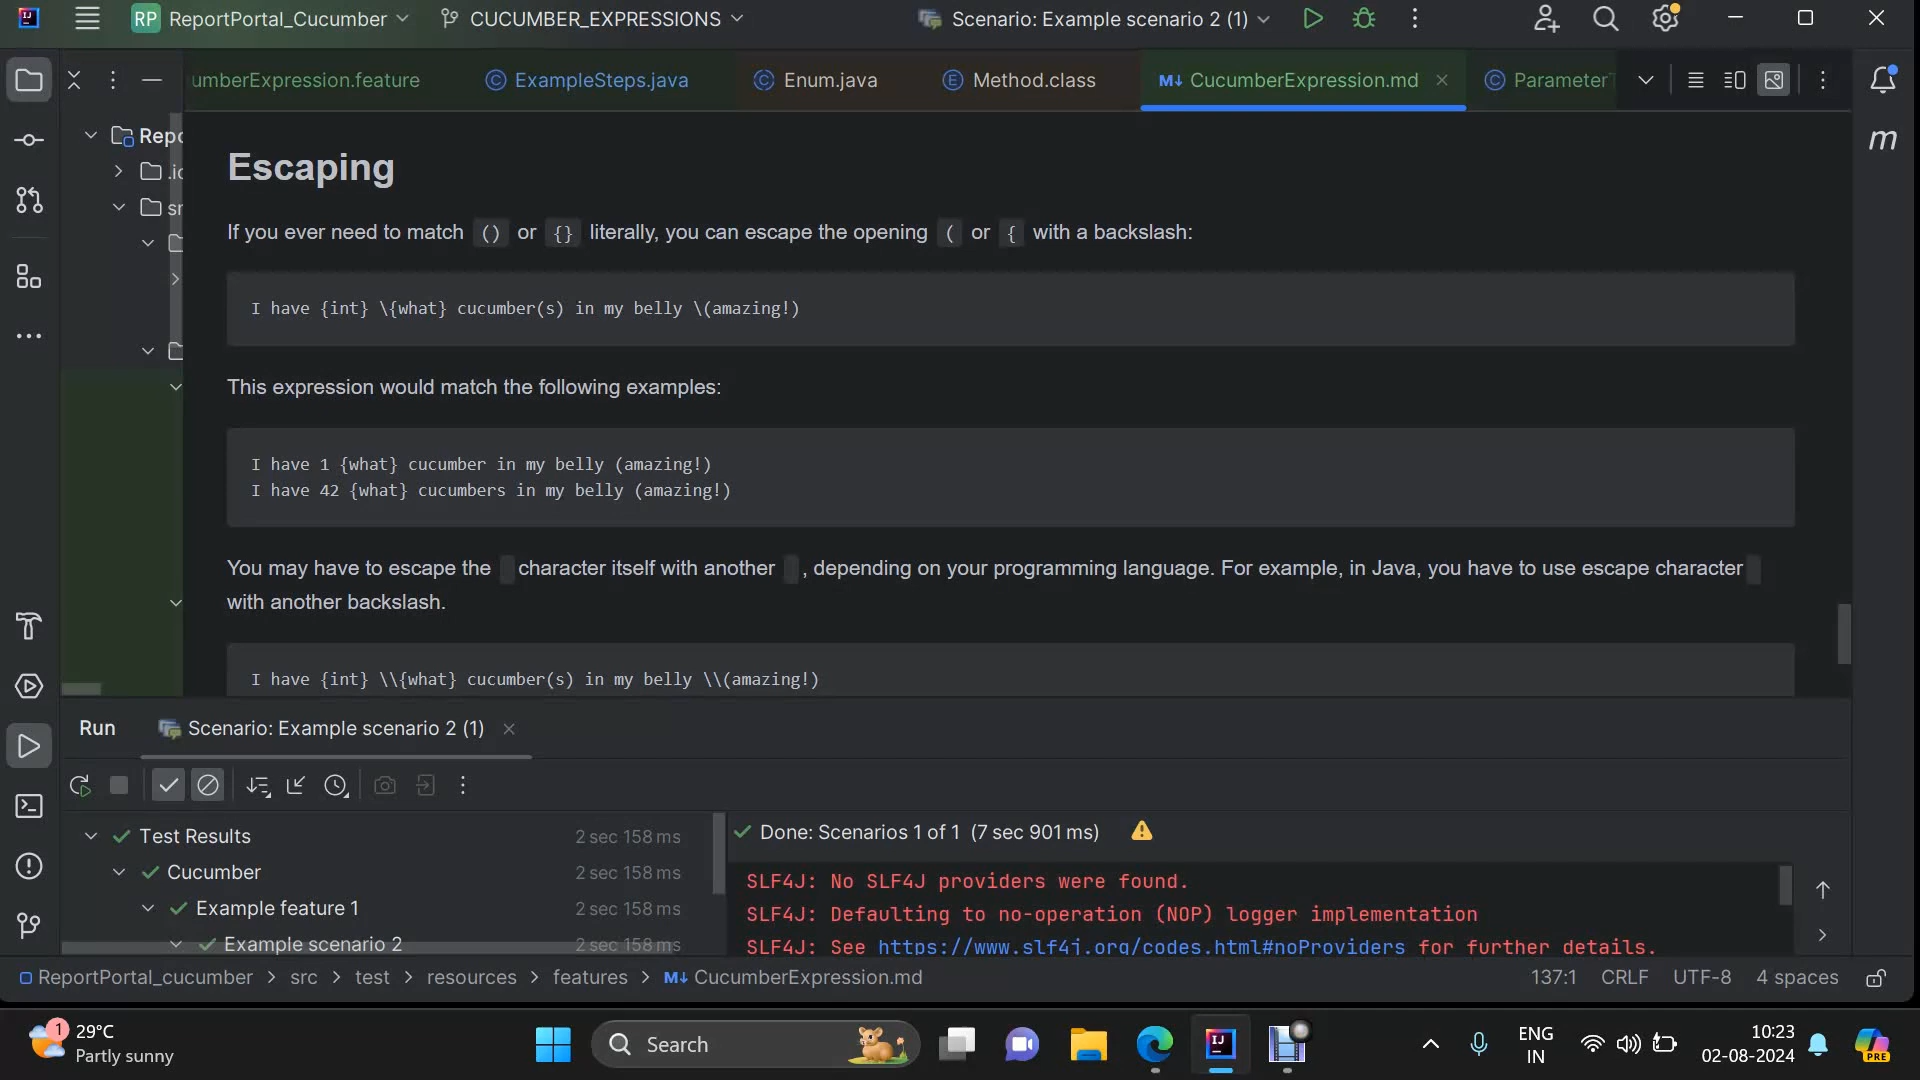 RP ReportPortal_Cucumber CUCUMBER_EXPRESSIONS Scenario: Example scenario 2 (1)
umberExpression.feature ExampleSteps.java Enum.java Method.class CucumberExpression.md Parameter
Repo
.ic
sr
Escaping
If you ever need to match () or {} literally, you can escape the opening ( or { with a backslash:
I have {int} \{what} cucumber(s) in my belly \(amazing!)
This expression would match the following examples:
I have 1 {what} cucumber in my belly (amazing!)
I have 42 {what} cucumbers in my belly (amazing!)
You may have to escape the character itself with another , depending on your programming language. For example, in Java, you have to use escape character
with another backslash.
I have {int} \\{what} cucumber(s) in my belly \\(amazing!)
Run Scenario: Example scenario 2 (1)
Test Results 2 sec 158 ms
Cucumber 2 sec 158 ms
Example feature 1 2 sec 158 ms
Example scenario 2 2 sec 158 ms
Done: Scenarios 1 of 1 (7 sec 901 ms)
SLF4J: No SLF4J providers were found.
SLF4J: Defaulting to no-operation (NOP) logger implementation
SLF4J: See https://www.slf4j.org/codes.html#noProviders for further details.
ReportPortal_cucumber > src > test > resources > features > CucumberExpression.md 137:1 CRLF UTF-8 4 spaces
1 29°C
Partly sunny
Search
ENG
IN
10:23
02-08-2024
PRE